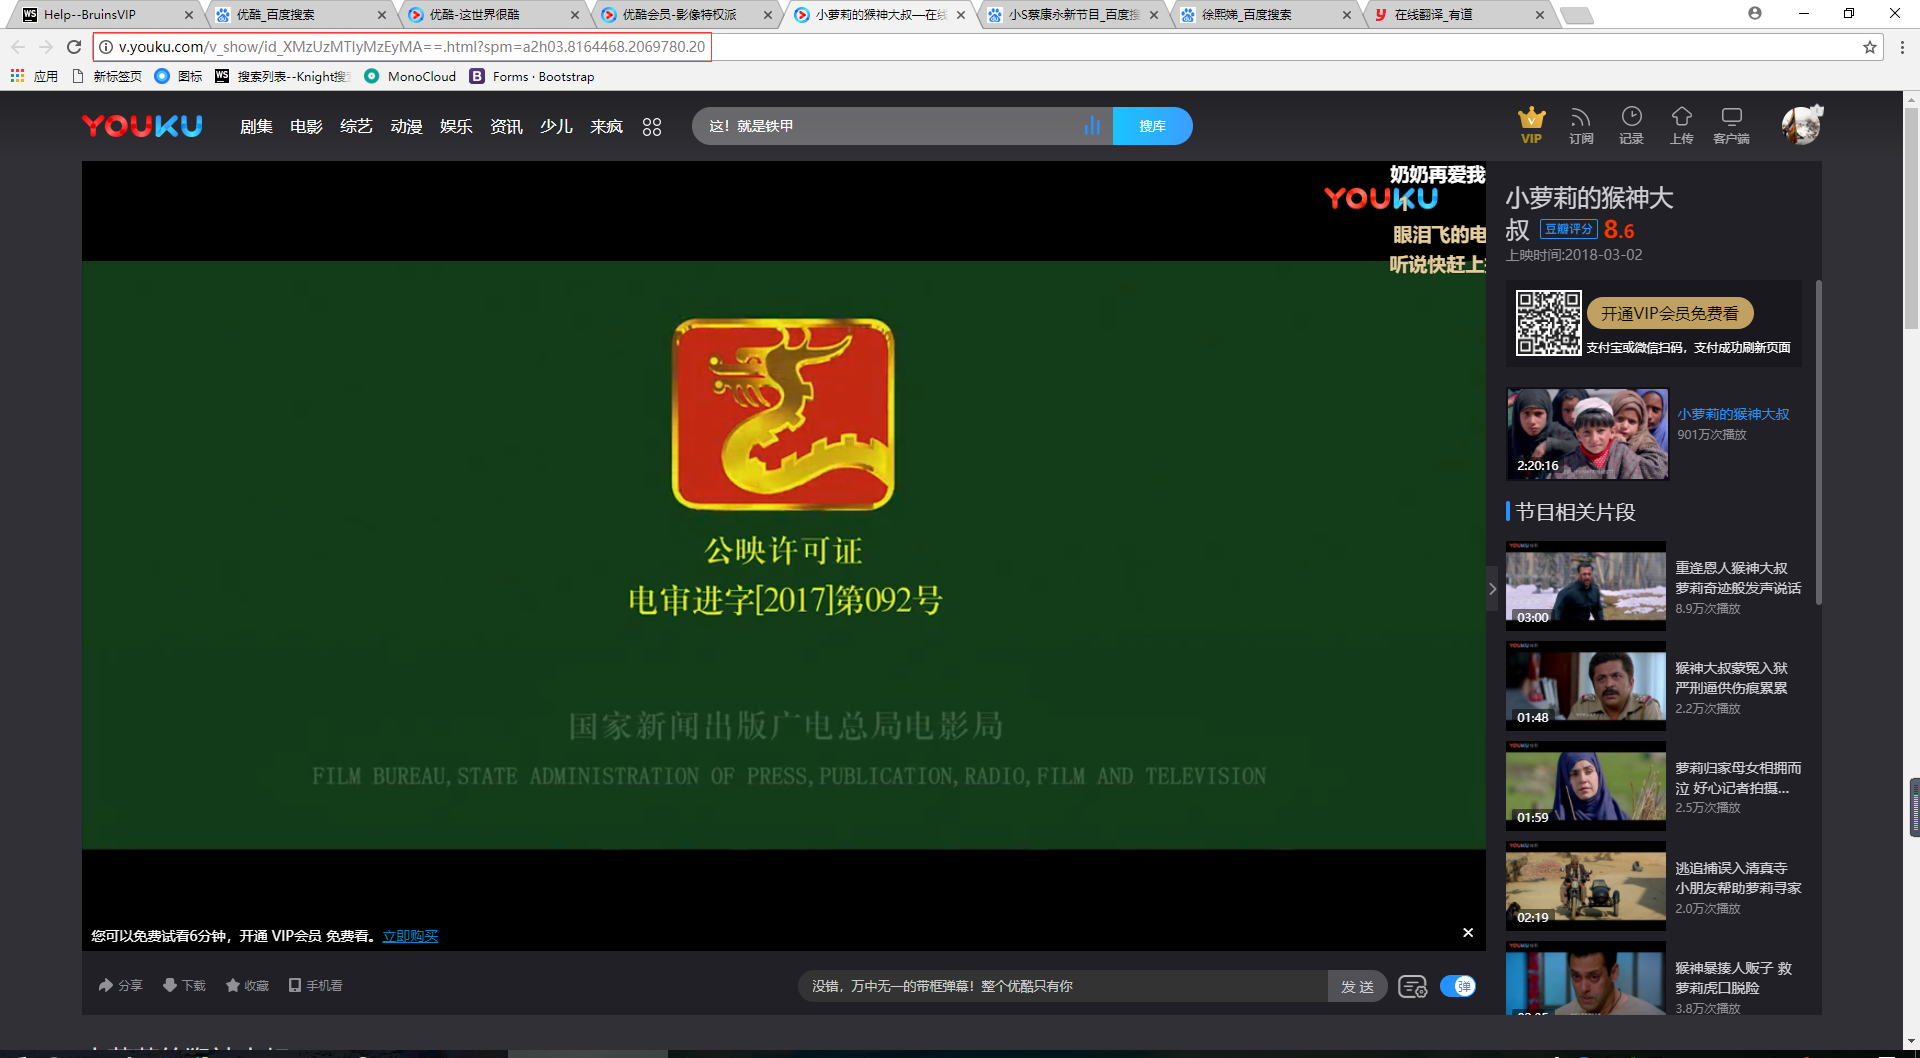 Help--BruinsVIP
优酷_百度搜索
优酷-这世界很酷
优酷会员-影像特权派
小萝莉的猴神大叔—在线
小S蔡康永新节目_百度搜
徐熙娣_百度搜索
在线翻译_有道
v.youku.com/v_show/id_XMzUzMTIyMzEyMA==.html?spm=a2h03.8164468.2069780.20
应用
新标签页
图标
搜索列表--Knight搜
MonoCloud
Forms · Bootstrap
YOUKU
剧集 电影 综艺 动漫 娱乐 资讯 少儿 来疯
这！就是铁甲
搜库
VIP
订阅
记录
上传
客户端
奶奶再爱我
YOUKU
眼泪飞的电
听说快赶上
公映许可证
电审进字[2017]第092号
国家新闻出版广电总局电影局
FILM BUREAU,STATE ADMINISTRATION OF PRESS,PUBLICATION,RADIO,FILM AND TELEVISION
您可以免费试看6分钟，开通 VIP会员 免费看。立即购买
分享
下载
收藏
手机看
没错，万中无一的带框弹幕！整个优酷只有你
发 送
弹
小萝莉的猴神大
叔 豆瓣评分 8.6
上映时间:2018-03-02
开通VIP会员免费看
支付宝或微信扫码，支付成功刷新页面
2:20:16
小萝莉的猴神大叔
901万次播放
节目相关片段
03:00
重逢恩人猴神大叔
萝莉奇迹般发声说话
8.9万次播放
01:48
猴神大叔蒙冤入狱
严刑逼供伤痕累累
2.2万次播放
01:59
萝莉归家母女相拥而
泣 好心记者拍摄...
2.5万次播放
02:19
逃追捕误入清真寺
小朋友帮助萝莉寻家
2.0万次播放
猴神暴揍人贩子 救
萝莉虎口脱险
3.8万次播放